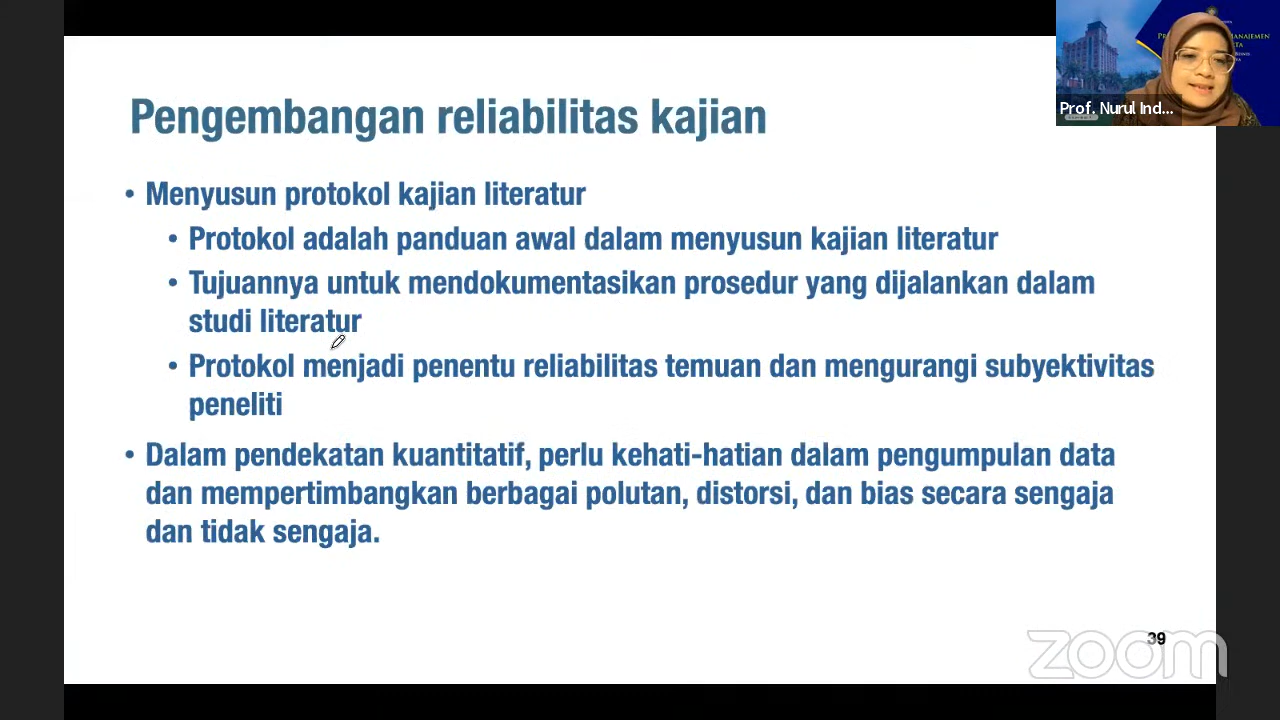 Pengembangan reliabilitas kajian
• Menyusun protokol kajian literatur
• Protokol adalah panduan awal dalam menyusun kajian literatur
• Tujuannya untuk mendokumentasikan prosedur yang dijalankan dalam
studi literatur
• Protokol menjadi penentu reliabilitas temuan dan mengurangi subyektivitas
peneliti
• Dalam pendekatan kuantitatif, perlu kehati-hatian dalam pengumpulan data
dan mempertimbangkan berbagai polutan, distorsi, dan bias secara sengaja
dan tidak sengaja.
Prof. Nurul Ind...
39
zoom